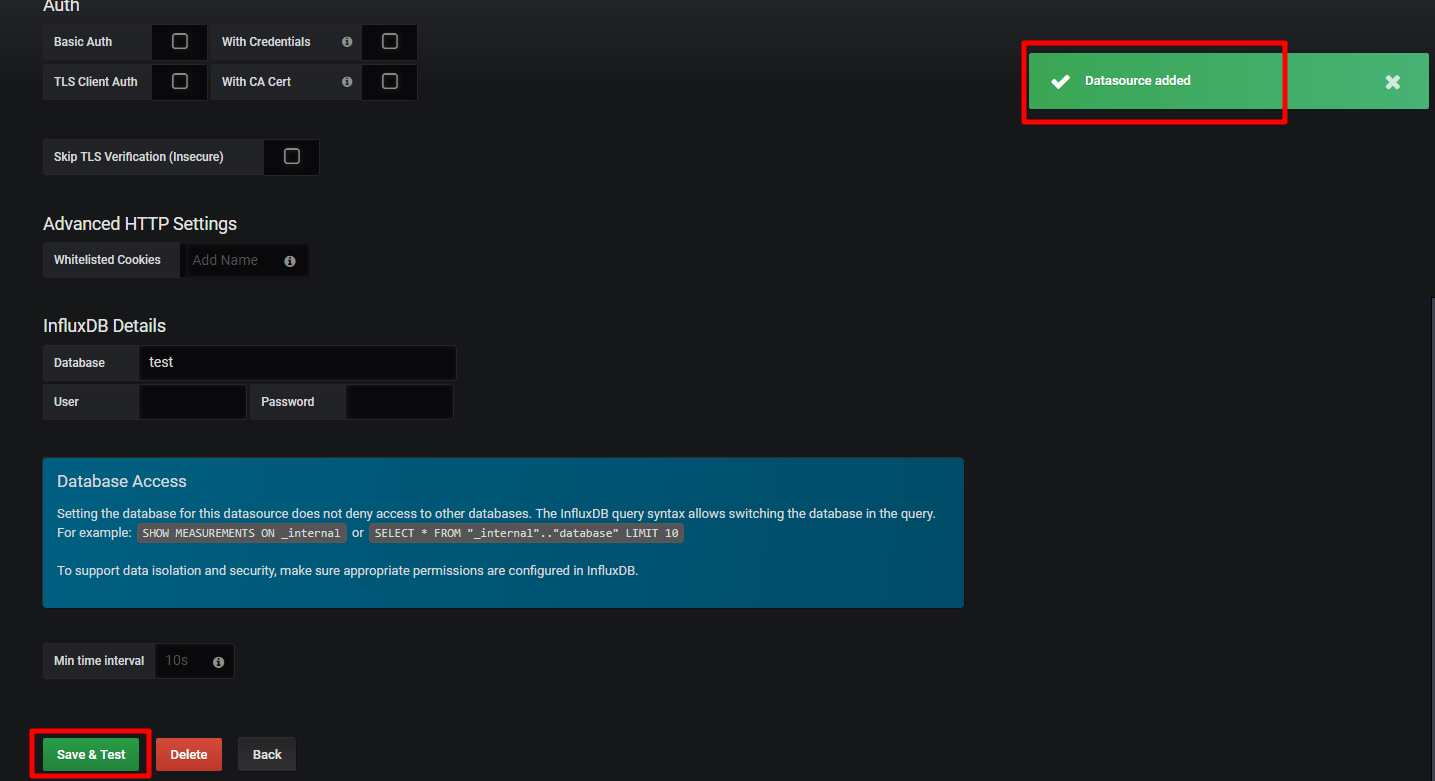 Auth
Basic Auth With Credentials
Datasource added
TLS Client Auth With CA Cert
Skip TLS Verification (Insecure)
Advanced HTTP Settings
Whitelisted Cookies Add Name
InfluxDB Details
Database test
User Password
Database Access
Setting the database for this datasource does not deny access to other databases. The InfluxDB query syntax allows switching the database in the query.
For example: SHOW MEASUREMENTS ON _internal or SELECT * FROM "_internal".."database" LIMIT 10
To support data isolation and security, make sure appropriate permissions are configured in InfluxDB.
Min time interval 10s
Save & Test Delete Back